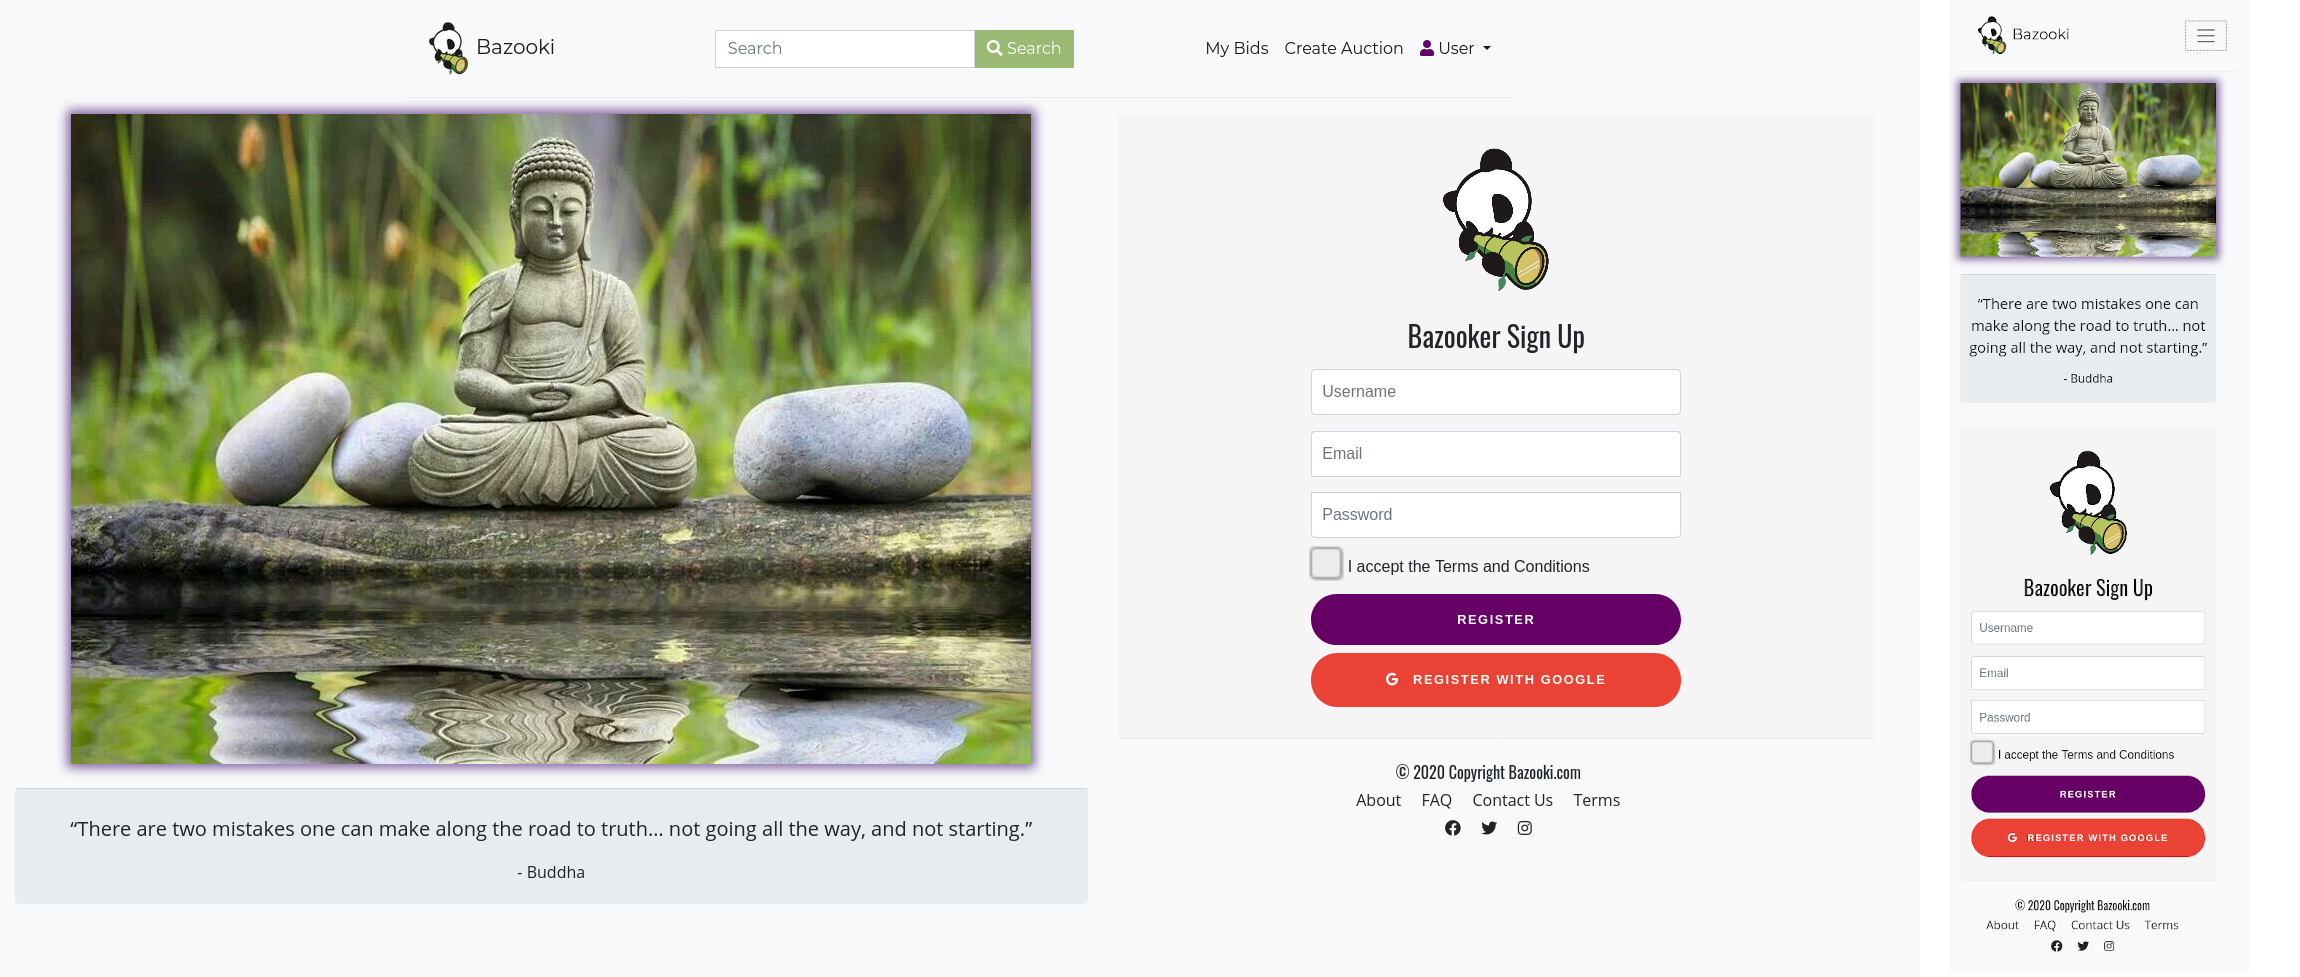 Bazooki
Search
Search
My Bids Create Auction User
Bazooker Sign Up
Username
Email
Password
I accept the Terms and Conditions
REGISTER
G REGISTER WITH GOOGLE
© 2020 Copyright Bazooki.com
About FAQ Contact Us Terms
“There are two mistakes one can make along the road to truth... not going all the way, and not starting.”
- Buddha
Bazooki
“There are two mistakes one can
make along the road to truth... not
going all the way, and not starting.”
- Buddha
Bazooker Sign Up
Username
Email
Password
I accept the Terms and Conditions
REGISTER
G REGISTER WITH GOOGLE
© 2020 Copyright Bazooki.com
About FAQ Contact Us Terms